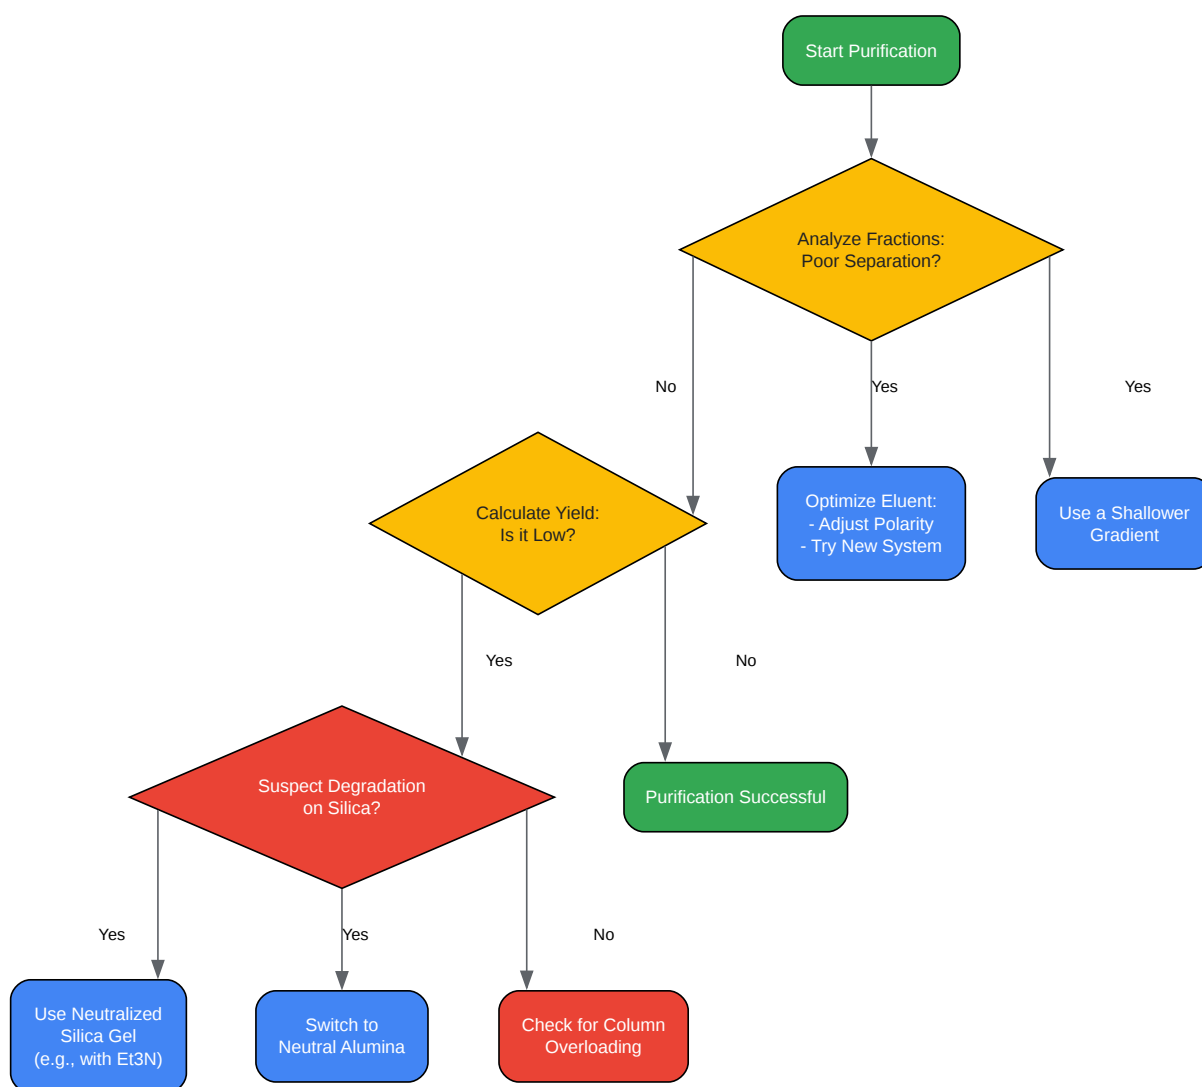 Start Purification
Analyze Fractions:
Poor Separation?
No
Yes
Yes
Calculate Yield:
Is it Low?
Optimize Eluent:
- Adjust Polarity
- Try New System
Use a Shallower
Gradient
Yes
No
Suspect Degradation
on Silica?
Purification Successful
Yes
Yes
No
Use Neutralized
Silica Gel
(e.g., with Et3N)
Switch to
Neutral Alumina
Check for Column
Overloading